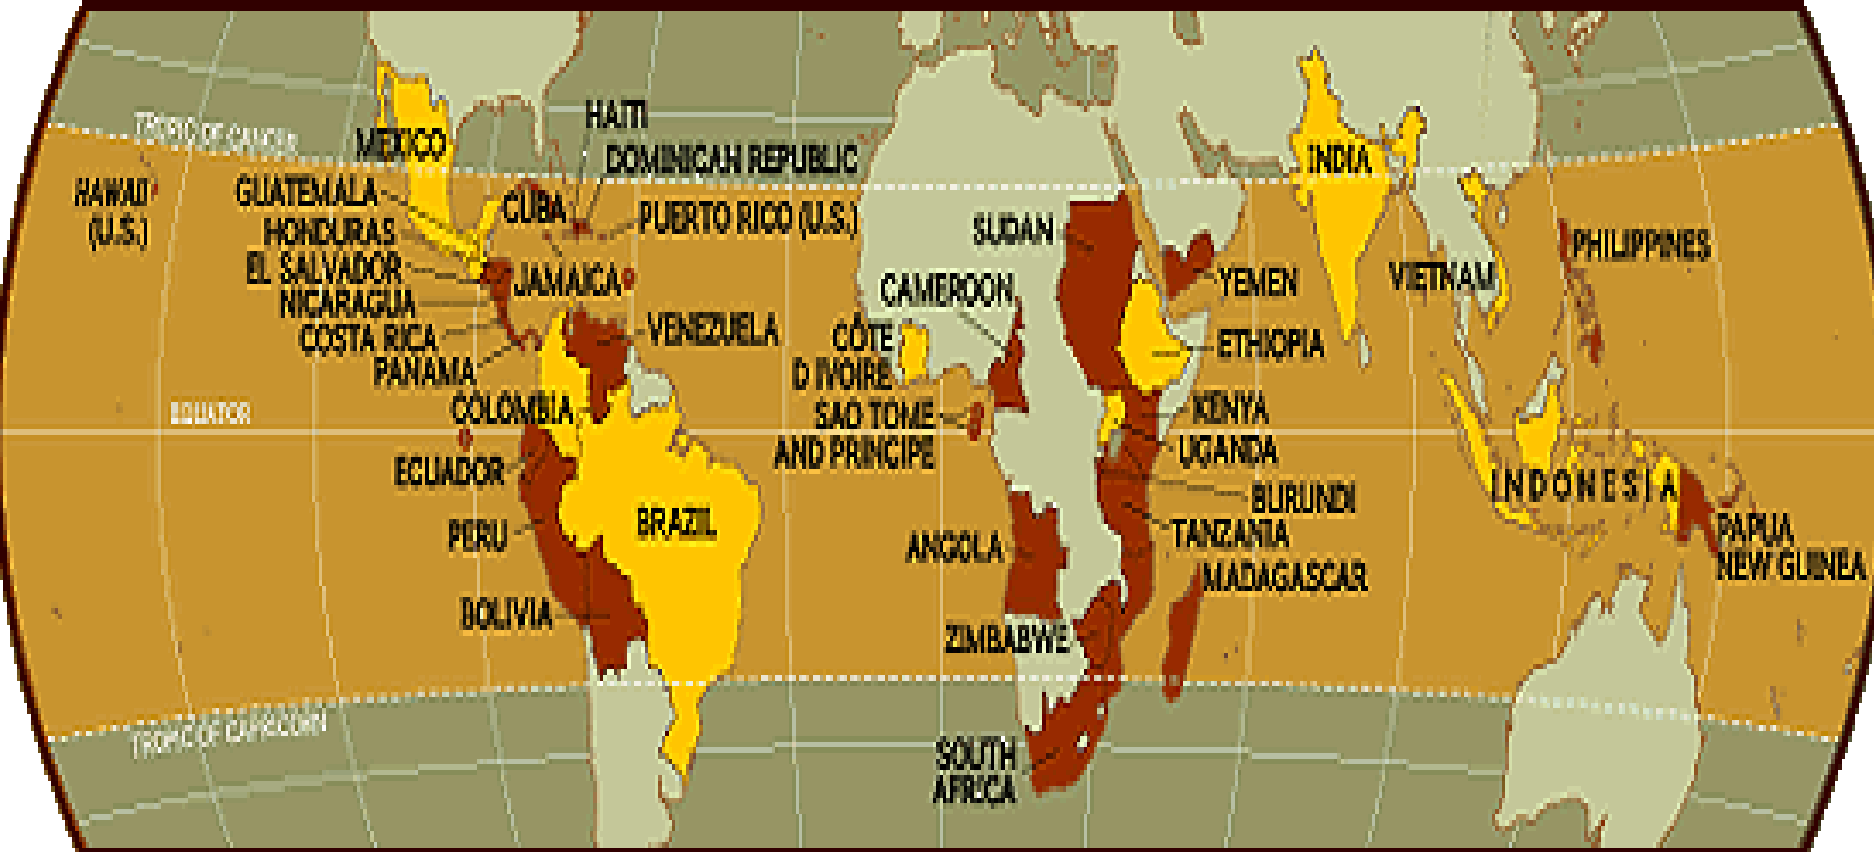 TROPIC OF CANCER
HAWAII
(U.S.)
MEXICO
GUATEMALA
HONDURAS
EL SALVADOR
NICARAGUA
COSTA RICA
PANAMA
COLOMBIA
ECUADOR
PERU
BOLIVIA
HAITI
DOMINICAN REPUBLIC
CUBA
PUERTO RICO (U.S.)
JAMAICA
VENEZUELA
BRAZIL
EQUATOR
TROPIC OF CAPRICORN
SUDAN
CAMEROON
CÔTE
D IVOIRE
SAO TOME
AND PRINCIPE
ANGOLA
ZIMBABWE
SOUTH
AFRICA
YEMEN
ETHIOPIA
KENYA
UGANDA
BURUNDI
TANZANIA
MADAGASCAR
INDIA
VIETNAM
PHILIPPINES
INDONESIA
PAPUA
NEW GUINEA